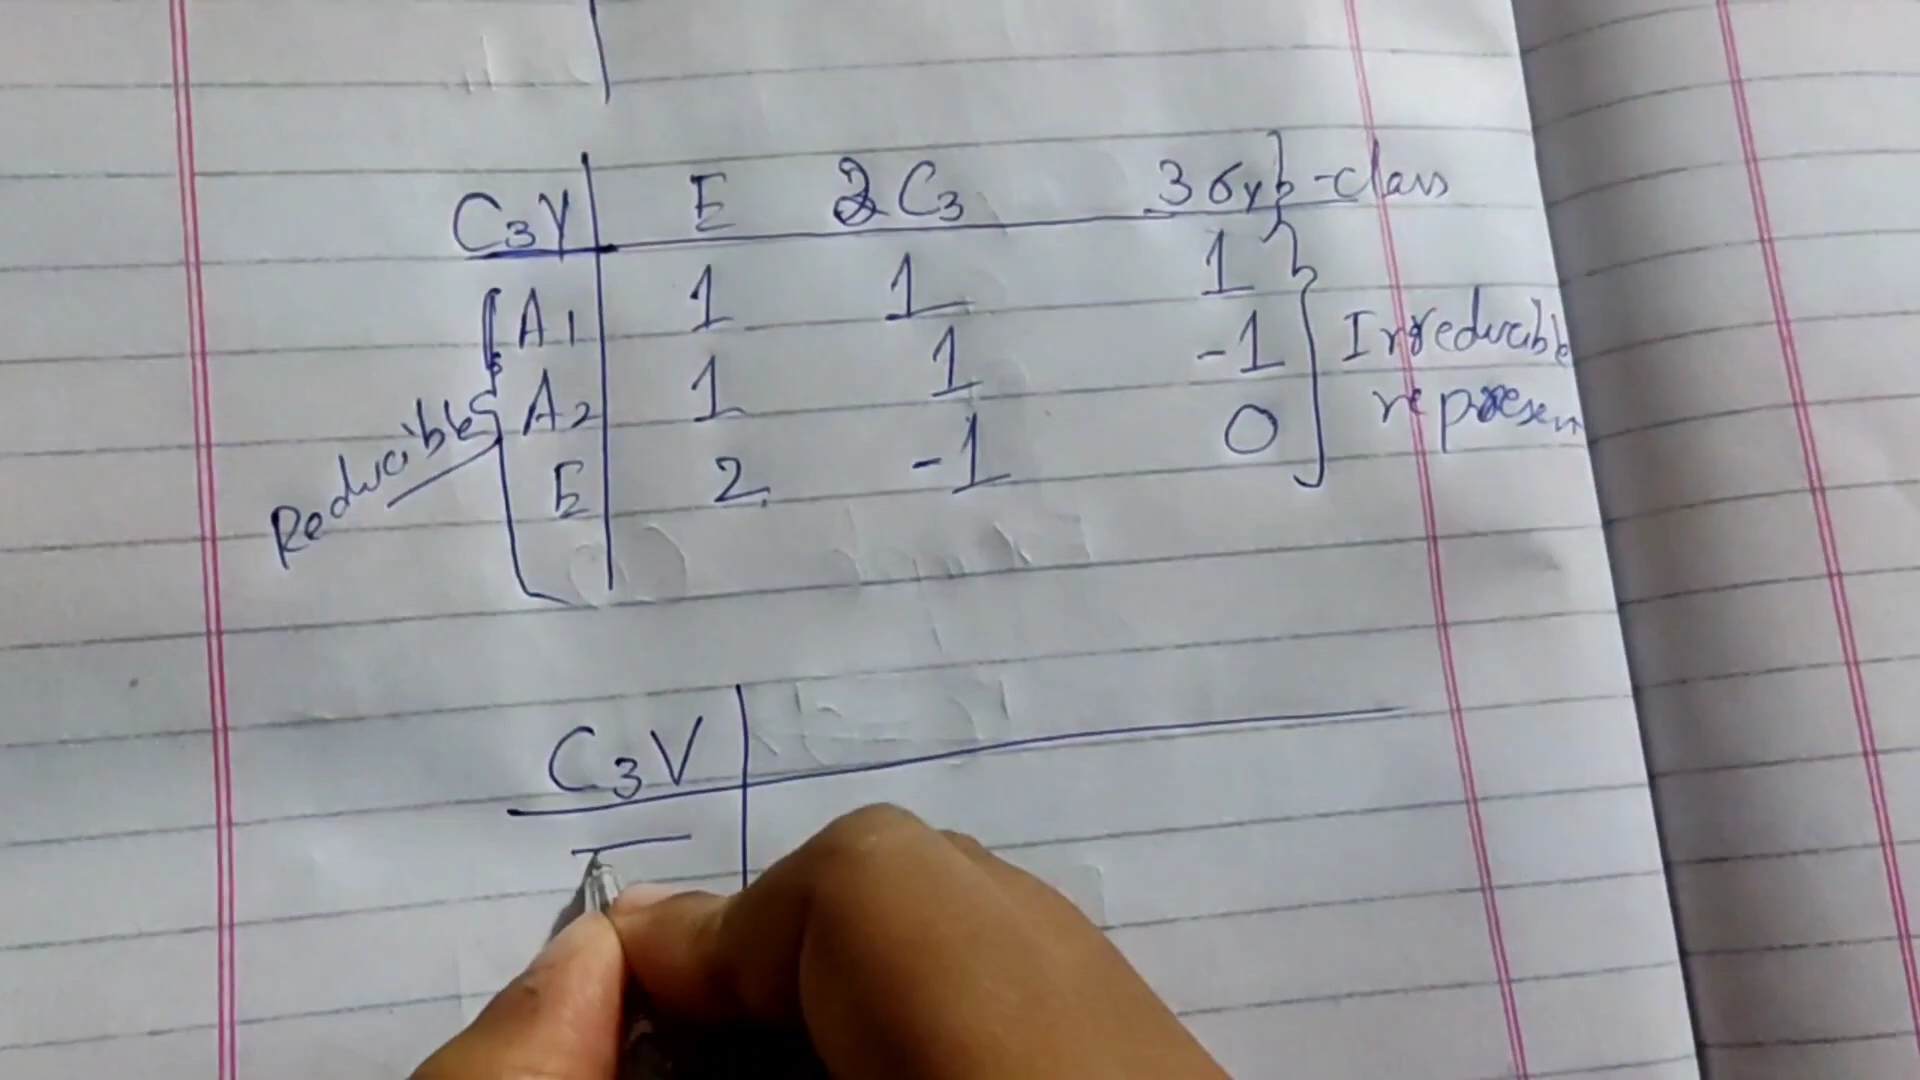 C3V E 2C3 3σv}-class
A1 1 1 1
A2 1 1 -1
E 2 -1 0
Reducible
Irreducible
represen
C3V